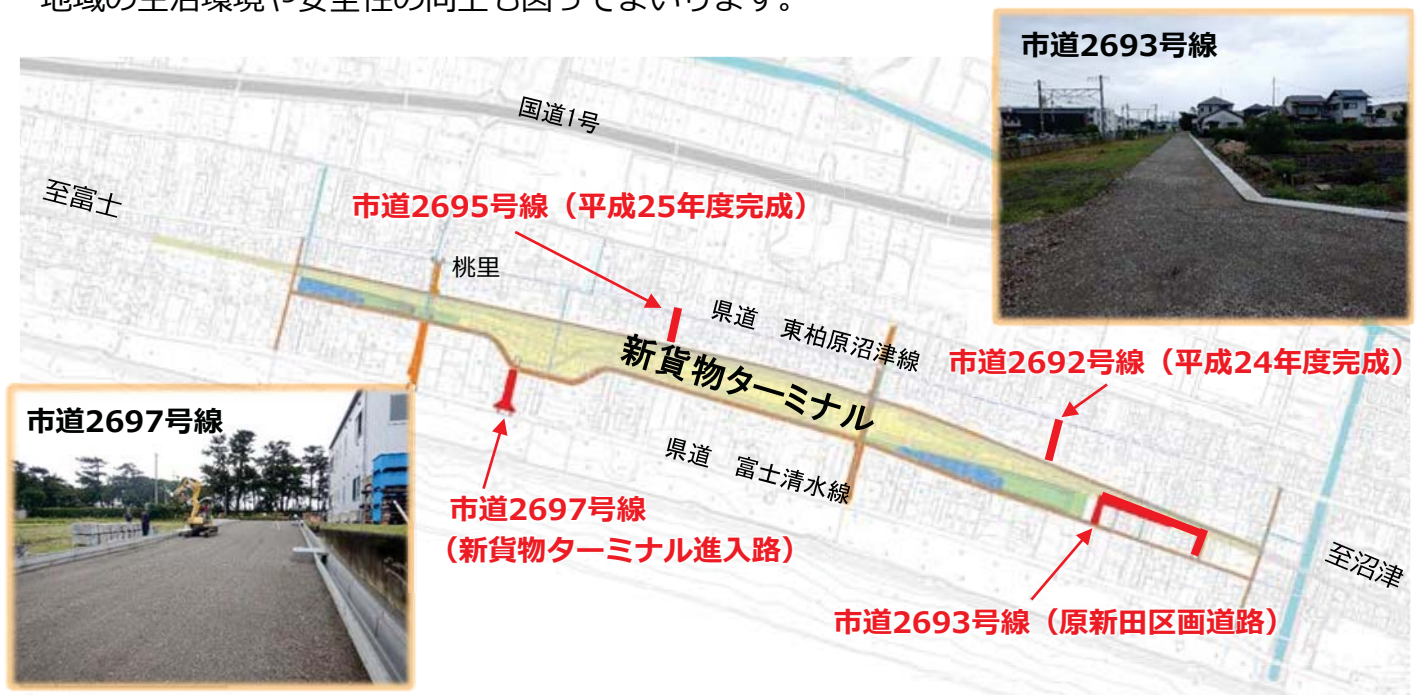 地域の生活環境や安全性の向上も図ってまいります。
市道2693号線
国道1号
至富士
市道2695号線（平成25年度完成）
桃里
県道　東柏原沼津線
新貨物ターミナル
市道2692号線（平成24年度完成）
市道2697号線
県道　富士清水線
市道2697号線
（新貨物ターミナル進入路）
至沼津
市道2693号線（原新田区画道路）